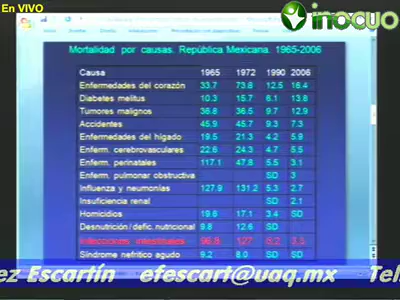 En VIVO
inocuo
Mortalidad por causas. República Mexicana. 1965-2006
Causa 1965 1972 1990 2006
Enfermedades del corazón 33.7 73.8 12.5 16.4
Diabetes melitus 10.3 15.7 6.1 13.8
Tumores malignos 36.8 36.5 9.7 12.9
Accidentes 45.9 45.7 9.3 7.3
Enfermedades del hígado 19.5 21.3 4.2 5.9
Enferm. cerebrovasculares 22.6 24.3 4.7 5.5
Enferm. perinatales 117.1 47.8 5.5 3.1
Enferm. pulmonar obstructiva SD 3
Influenza y neumonías 127.9 131.2 5.3 2.7
Insuficiencia renal SD 2.1
Homicidios 19.6 17.1 3.4 SD
Desnutrición / defic. nutricional 9.8 12.6 SD
Infecciones intestinales 96.8 127 5.2 3.5
Síndrome nefrítico agudo 9.2 8.0 SD SD
ez Escartín efescart@uaq.mx Tels